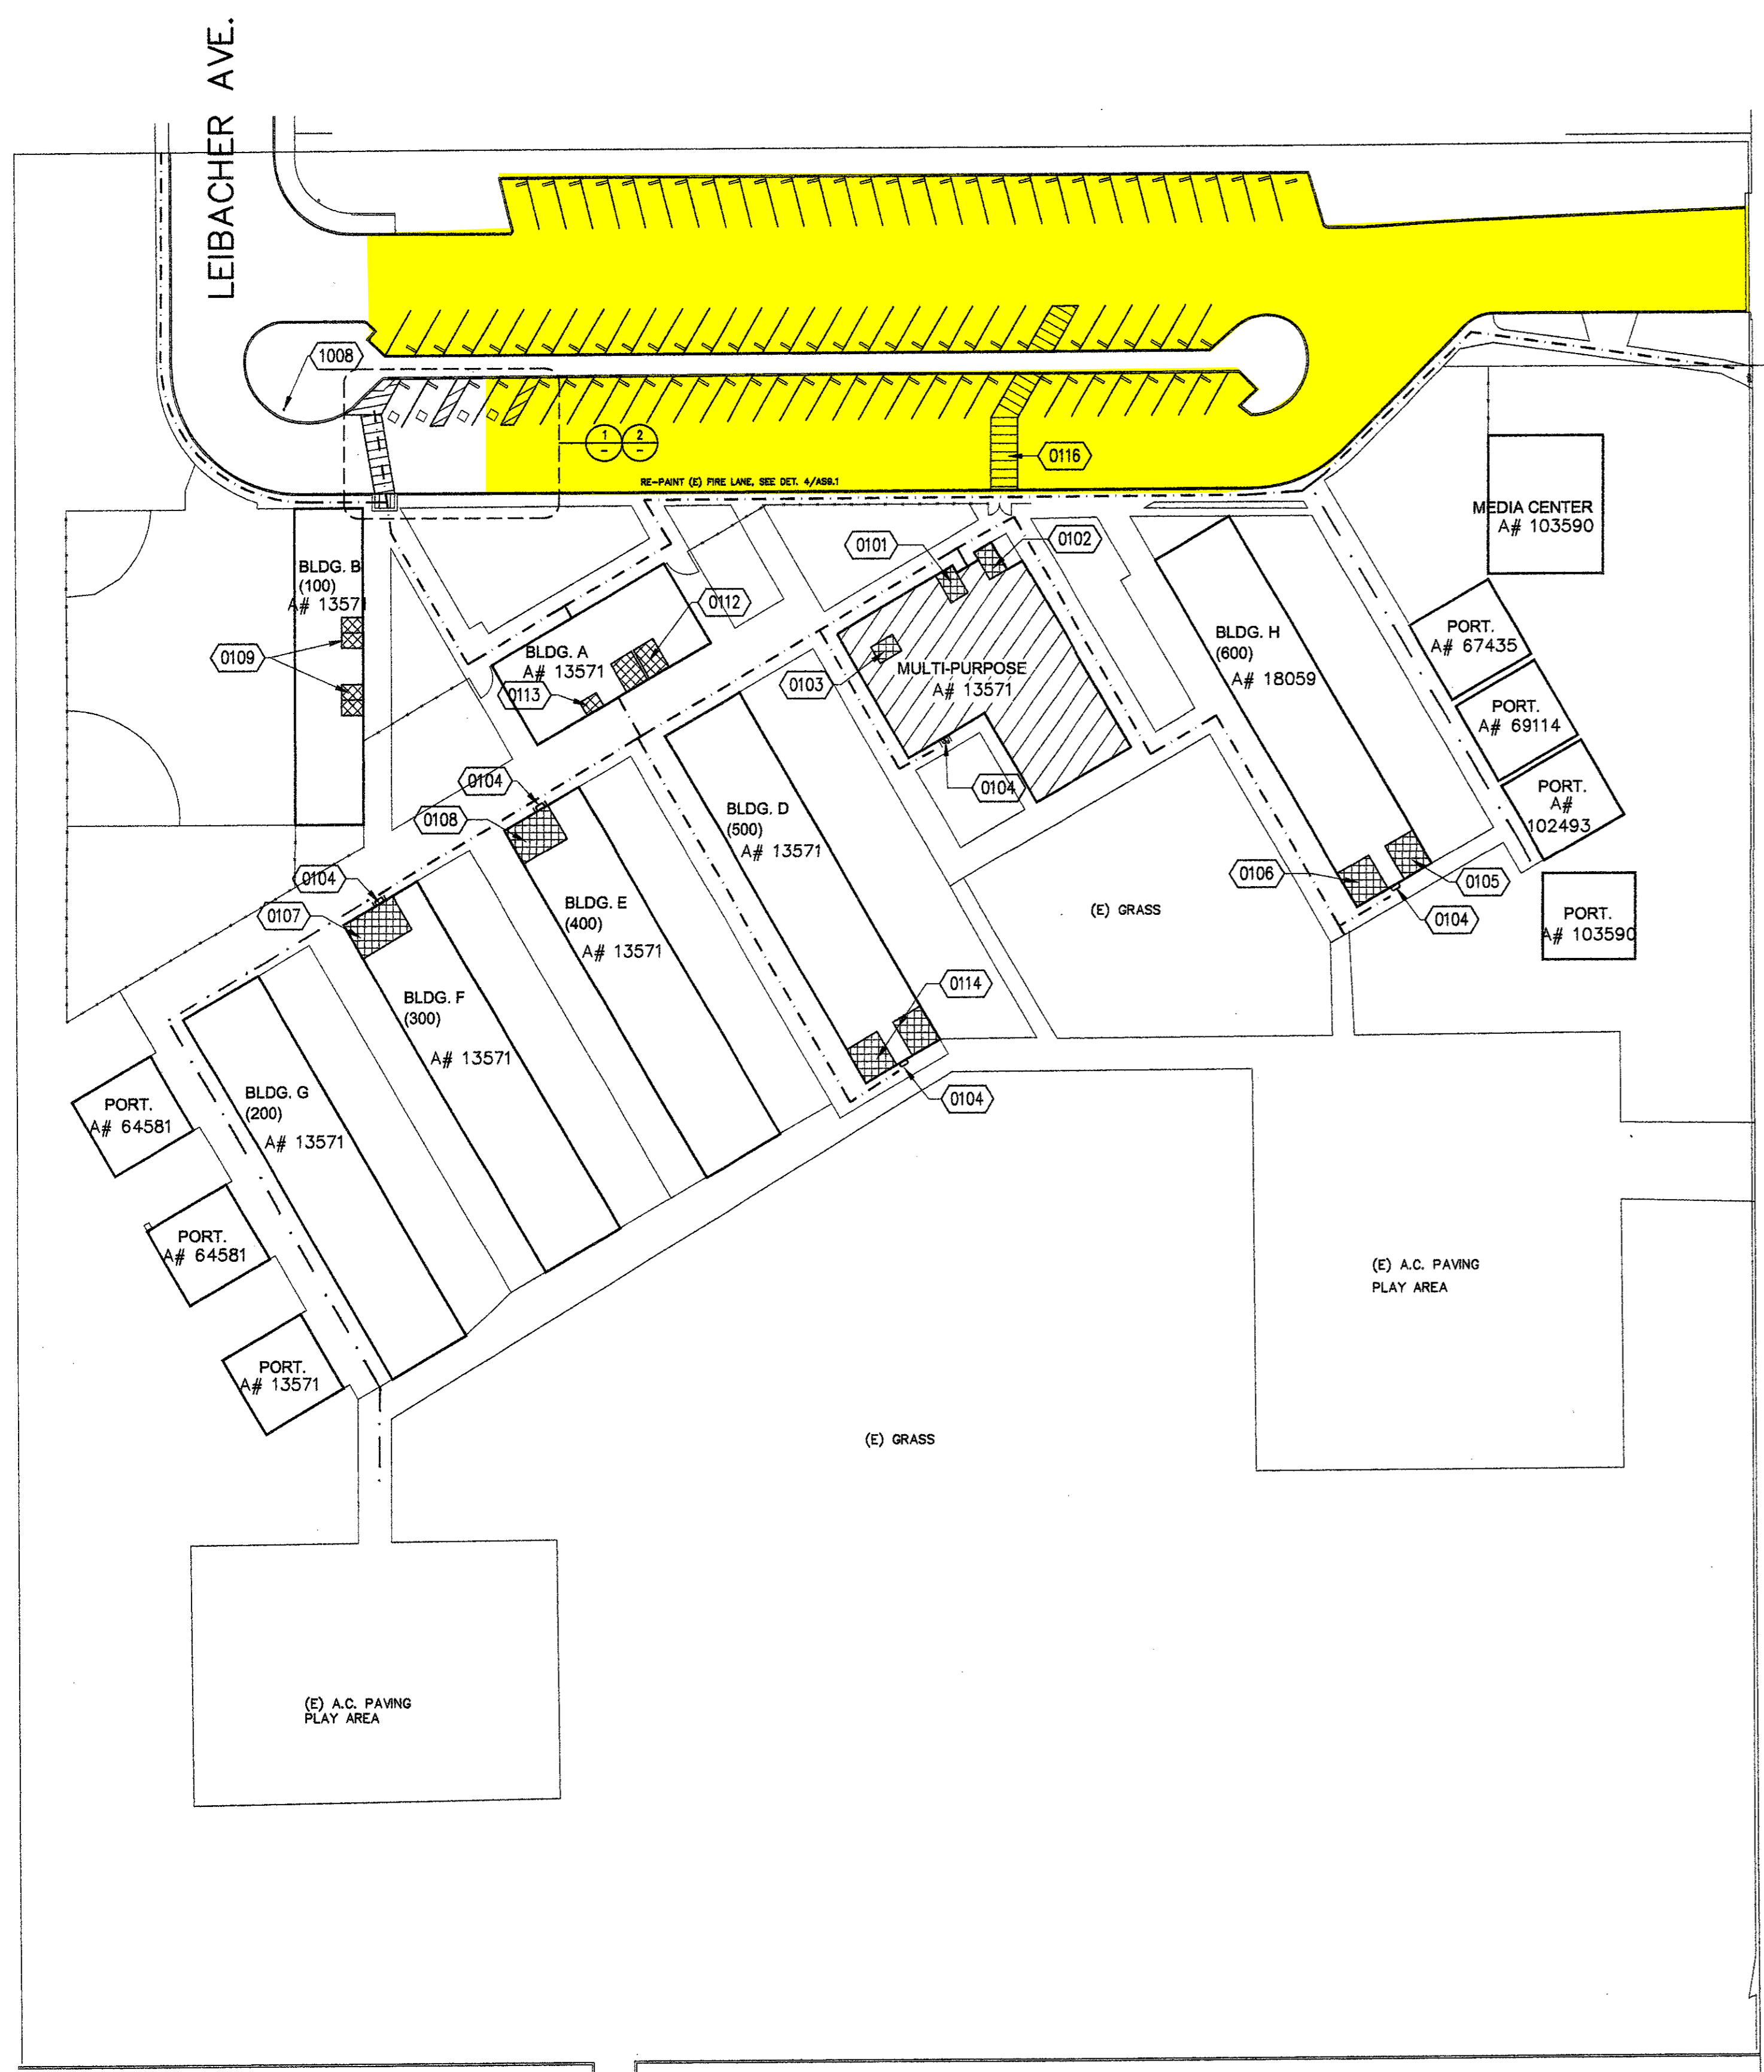 LEIBACHER AVE.
1008
1
-
2
-
0116
RE-PAINT (E) FIRE LANE, SEE DET. 4/AS9.1
MEDIA CENTER
A# 103590
0101
0102
BLDG. B
(100)
A# 13571
0109
0112
BLDG. A
A# 13571
0113
0103
MULTI-PURPOSE
A# 13571
0104
BLDG. H
(600)
A# 18059
PORT.
A# 67435
PORT.
A# 69114
PORT.
A#
102493
0104
0108
BLDG. D
(500)
A# 13571
0106
0105
0104
0104
0107
BLDG. E
(400)
A# 13571
(E) GRASS
PORT.
A# 103590
BLDG. F
(300)
A# 13571
0114
0104
PORT.
A# 64581
BLDG. G
(200)
A# 13571
PORT.
A# 64581
(E) A.C. PAVING
PLAY AREA
PORT.
A# 13571
(E) GRASS
(E) A.C. PAVING
PLAY AREA